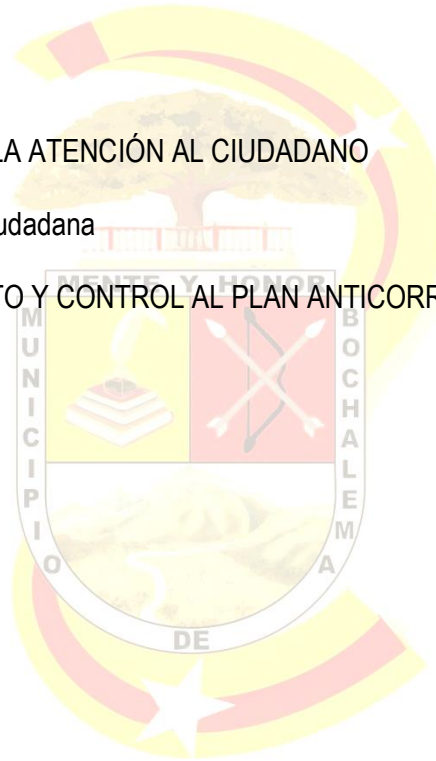 LA ATENCIÓN AL CIUDADANO
udadana
MENTE Y HONOR
TO Y CONTROL AL PLAN ANTICORR
MUNICIPIO
DE
BOCHALEMA